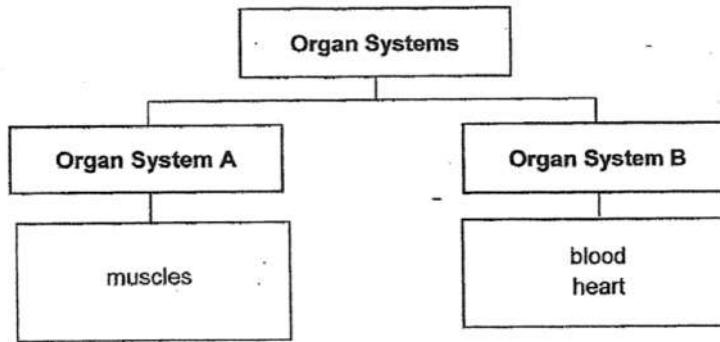 Organ Systems
Organ System A
Organ System B
muscles
blood
heart